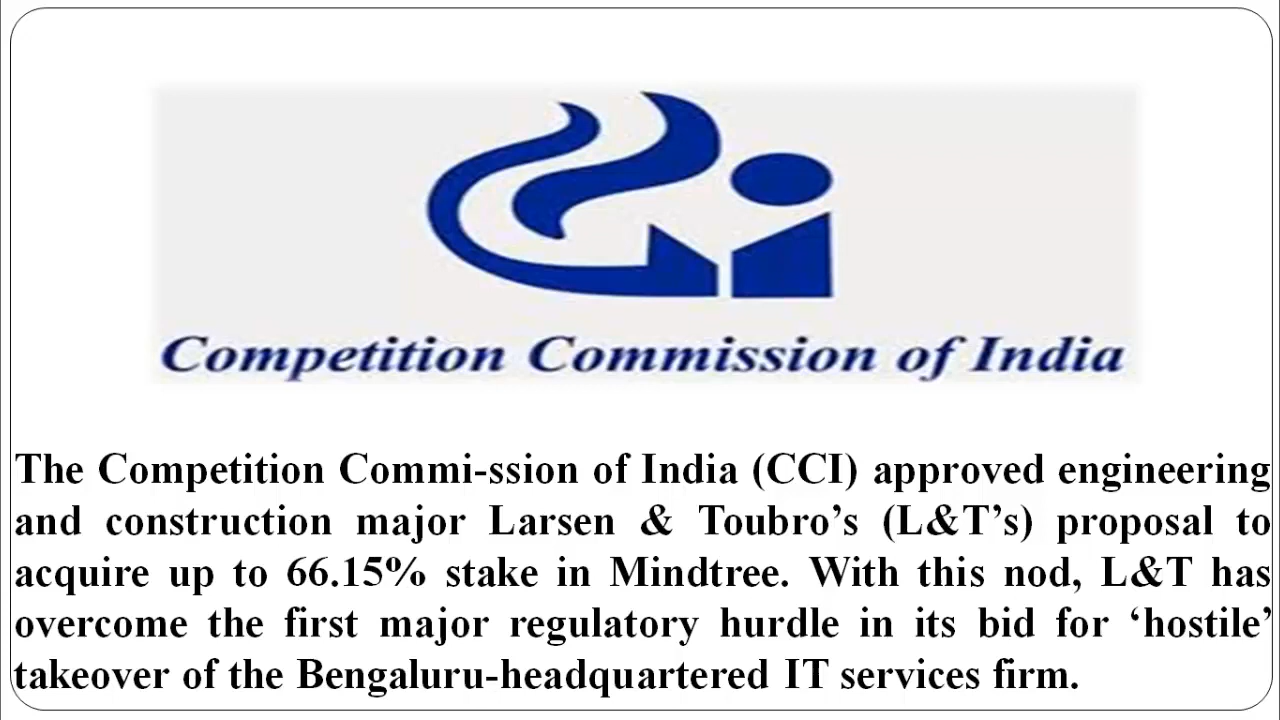 Competition Commission of India
The Competition Commi-ssion of India (CCI) approved engineering
and construction major Larsen & Toubro’s (L&T’s) proposal to
acquire up to 66.15% stake in Mindtree. With this nod, L&T has
overcome the first major regulatory hurdle in its bid for ‘hostile’
takeover of the Bengaluru-headquartered IT services firm.